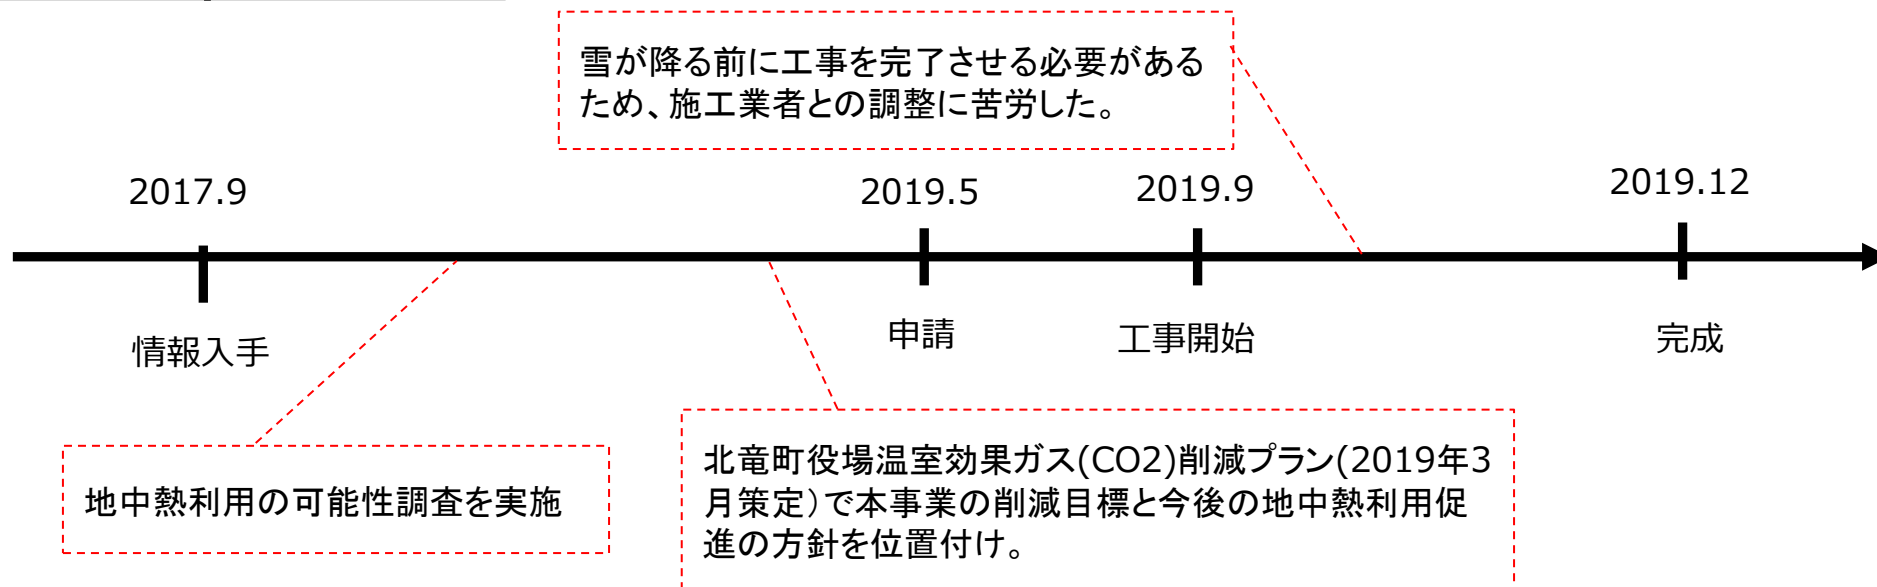 雪が降る前に工事を完了させる必要がある
ため、施工業者との調整に苦労した。
2017.9
2019.5
2019.9
2019.12
情報入手
申請
工事開始
完成
地中熱利用の可能性調査を実施
北竜町役場温室効果ガス(CO2)削減プラン(2019年3
月策定)で本事業の削減目標と今後の地中熱利用促
進の方針を位置付け。